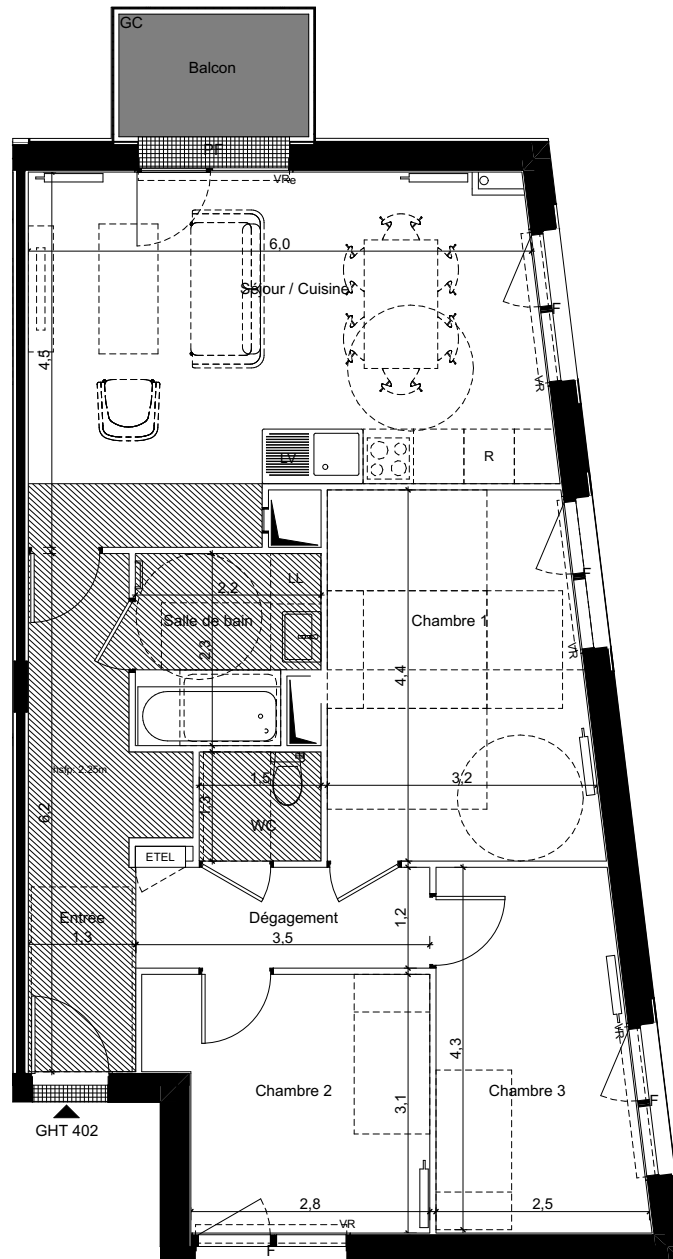 GC
Balcon
PF
VRe
6,0
Séjour / Cuisine
F
4,5
VR
LV
R
F
LL
2,2
Salle de bain
Chambre 1
2,3
VR
4,4
hsfp: 2.25m
1,5
3,2
1,3
6,2
WC
ETEL
Entrée
Dégagement
1,2
1,3
3,5
VR
4,3
Chambre 2
Chambre 3
F
3,1
GHT 402
2,8
2,5
VR
F